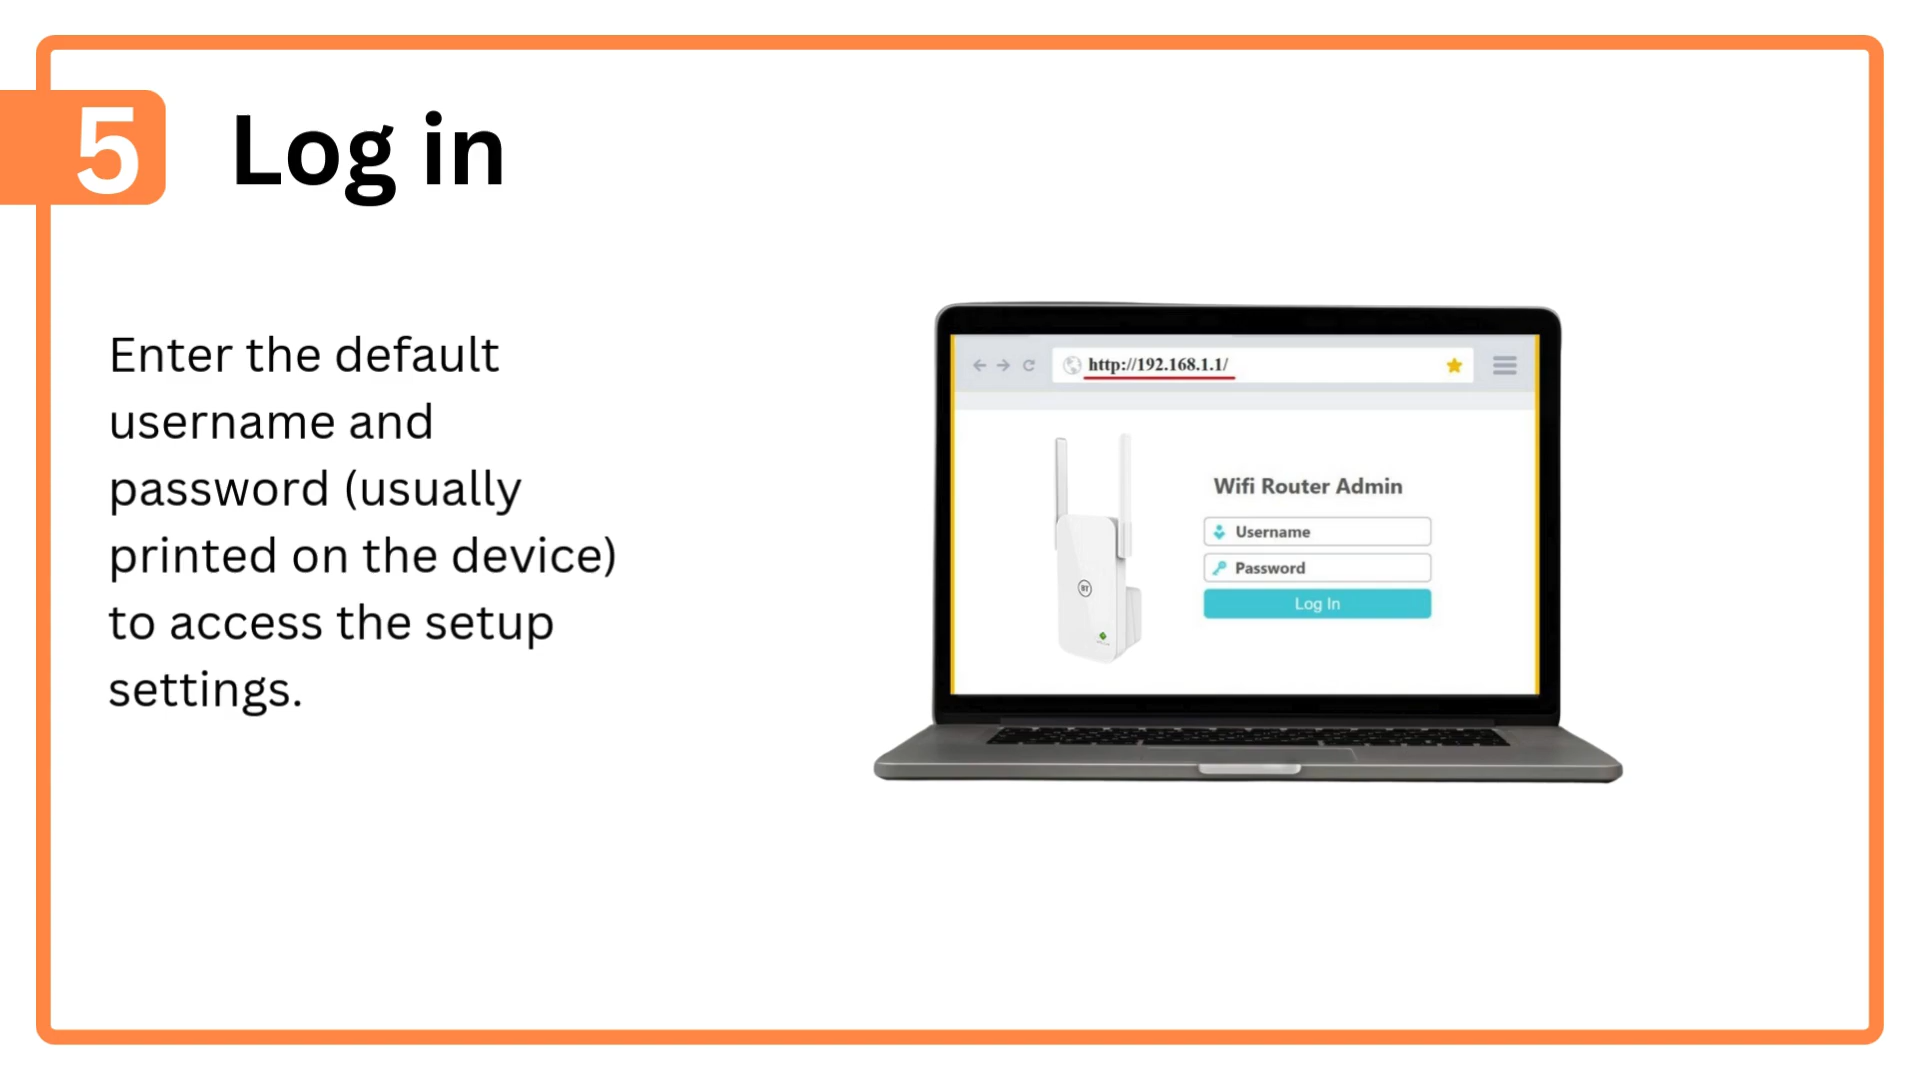 5
Log in
Enter the default
username and
password (usually
printed on the device)
to access the setup
settings.
http://192.168.1.1/
Wifi Router Admin
Username
Password
Log In
BT